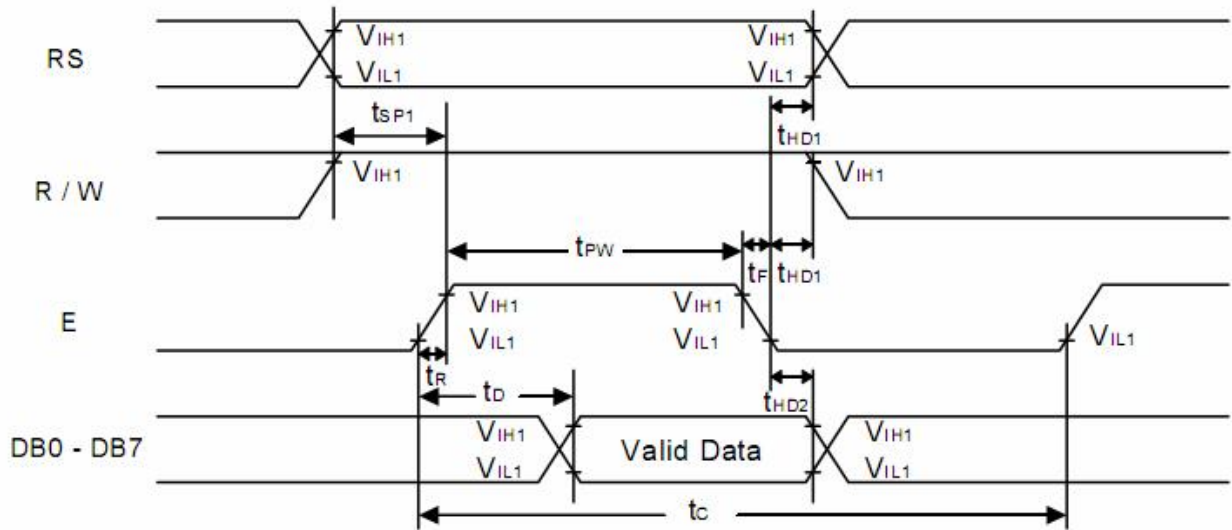 RS VIH1 VIH1
VIL1 VIL1
tSP1 tHD1
R / W VIH1 VIH1
tPW tF tHD1
E VIH1 VIH1
VIL1 VIL1 VIL1
tR tD tHD2
DB0 - DB7 VIH1 Valid Data VIH1
VIL1 VIL1
tC